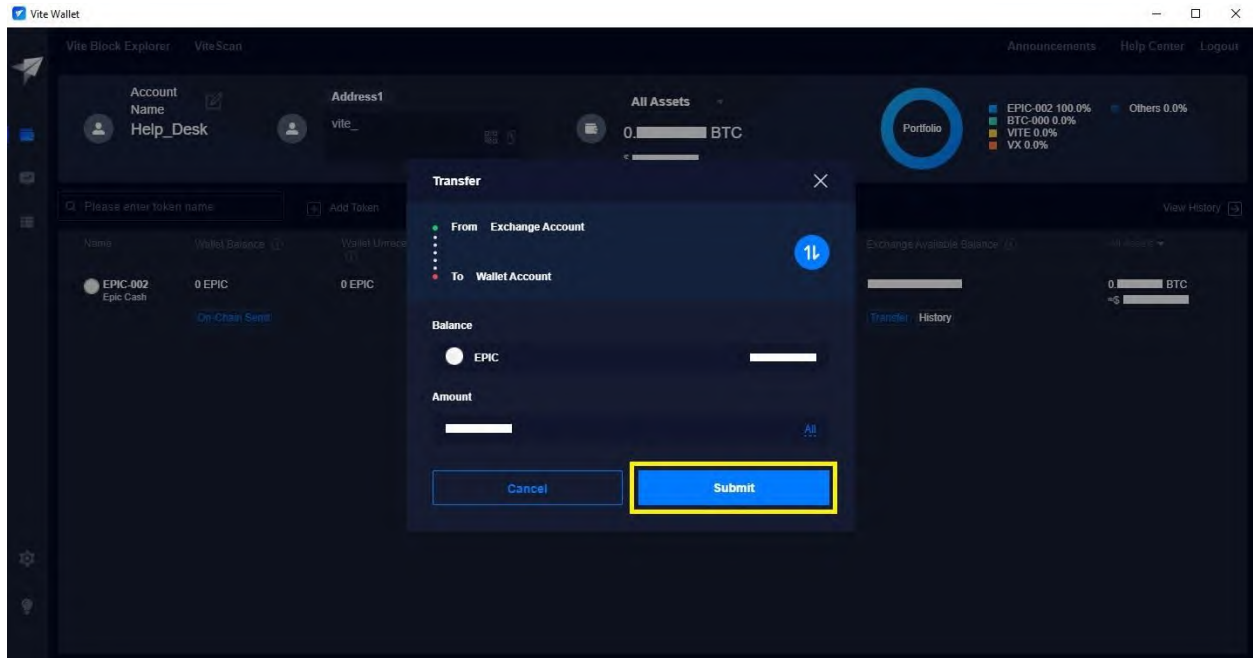 Vite Wallet
Vite Block Explorer ViteScan Announcements Help Center Logout
Account
Name
Help_Desk
Address1
vite_
All Assets
0. BTC
$
Portfolio
EPIC-002 100.0% Others 0.0%
BTC-000 0.0%
VITE 0.0%
VX 0.0%
Please enter token name Add Token View History
Name Wallet Balance Wallet Exchange Available Balance All Assets
EPIC-002 0 EPIC 0 EPIC 0. BTC
Epic Cash ≈$
On-Chain Send Transfer History
Transfer
From Exchange Account
To Wallet Account
Balance
EPIC
Amount
All
Cancel Submit